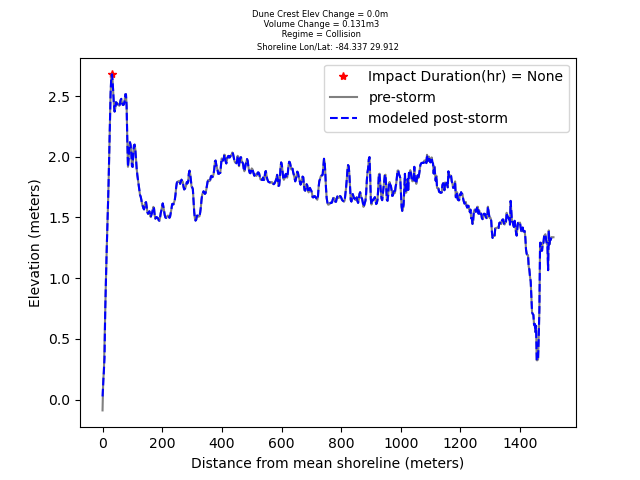 Dune Crest Elev Change = 0.0m
Volume Change = 0.131m3
Regime = Collision
Shoreline Lon/Lat: -84.337 29.912
Impact Duration(hr) = None
pre-storm
modeled post-storm
2.5
2.0
1.5
1.0
0.5
0.0
Elevation (meters)
0 200 400 600 800 1000 1200 1400
Distance from mean shoreline (meters)